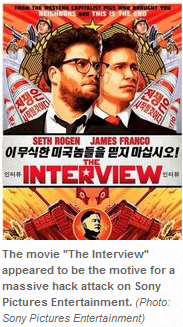 FROM THE WESTERN CAPITALIST PIGS WHO BROUGHT YOU
NEIGHBORS AND THIS IS THE END
SETH ROGEN JAMES FRANCO
이 무식한 미국놈들을 믿지 마십시오!
THE
인터뷰 INTERVIEW 인터뷰
The movie "The Interview"
appeared to be the motive for a
massive hack attack on Sony
Pictures Entertainment. (Photo:
Sony Pictures Entertainment)